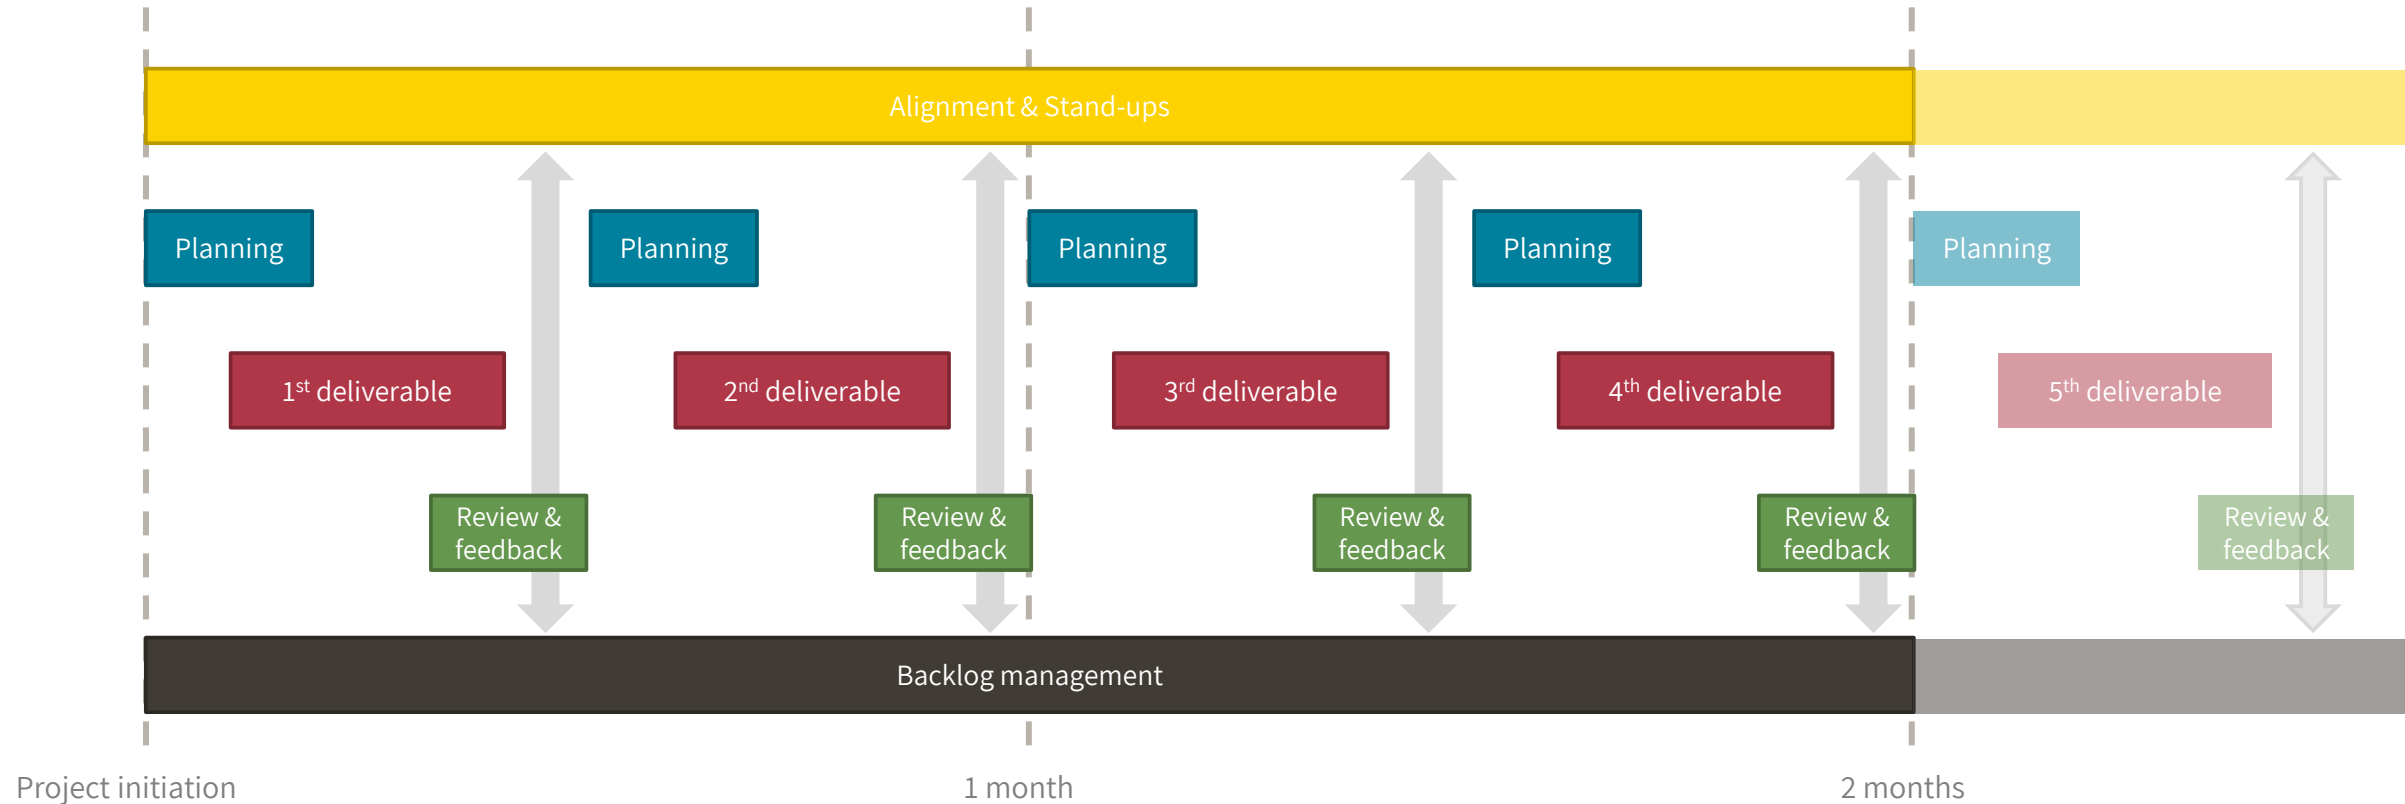 Alignment & Stand-ups
Planning
Planning
Planning
Planning
Planning
1st deliverable
2nd deliverable
3rd deliverable
4th deliverable
5th deliverable
Review &
feedback
Review &
feedback
Review &
feedback
Review &
feedback
Review &
feedback
Backlog management
Project initiation
1 month
2 months